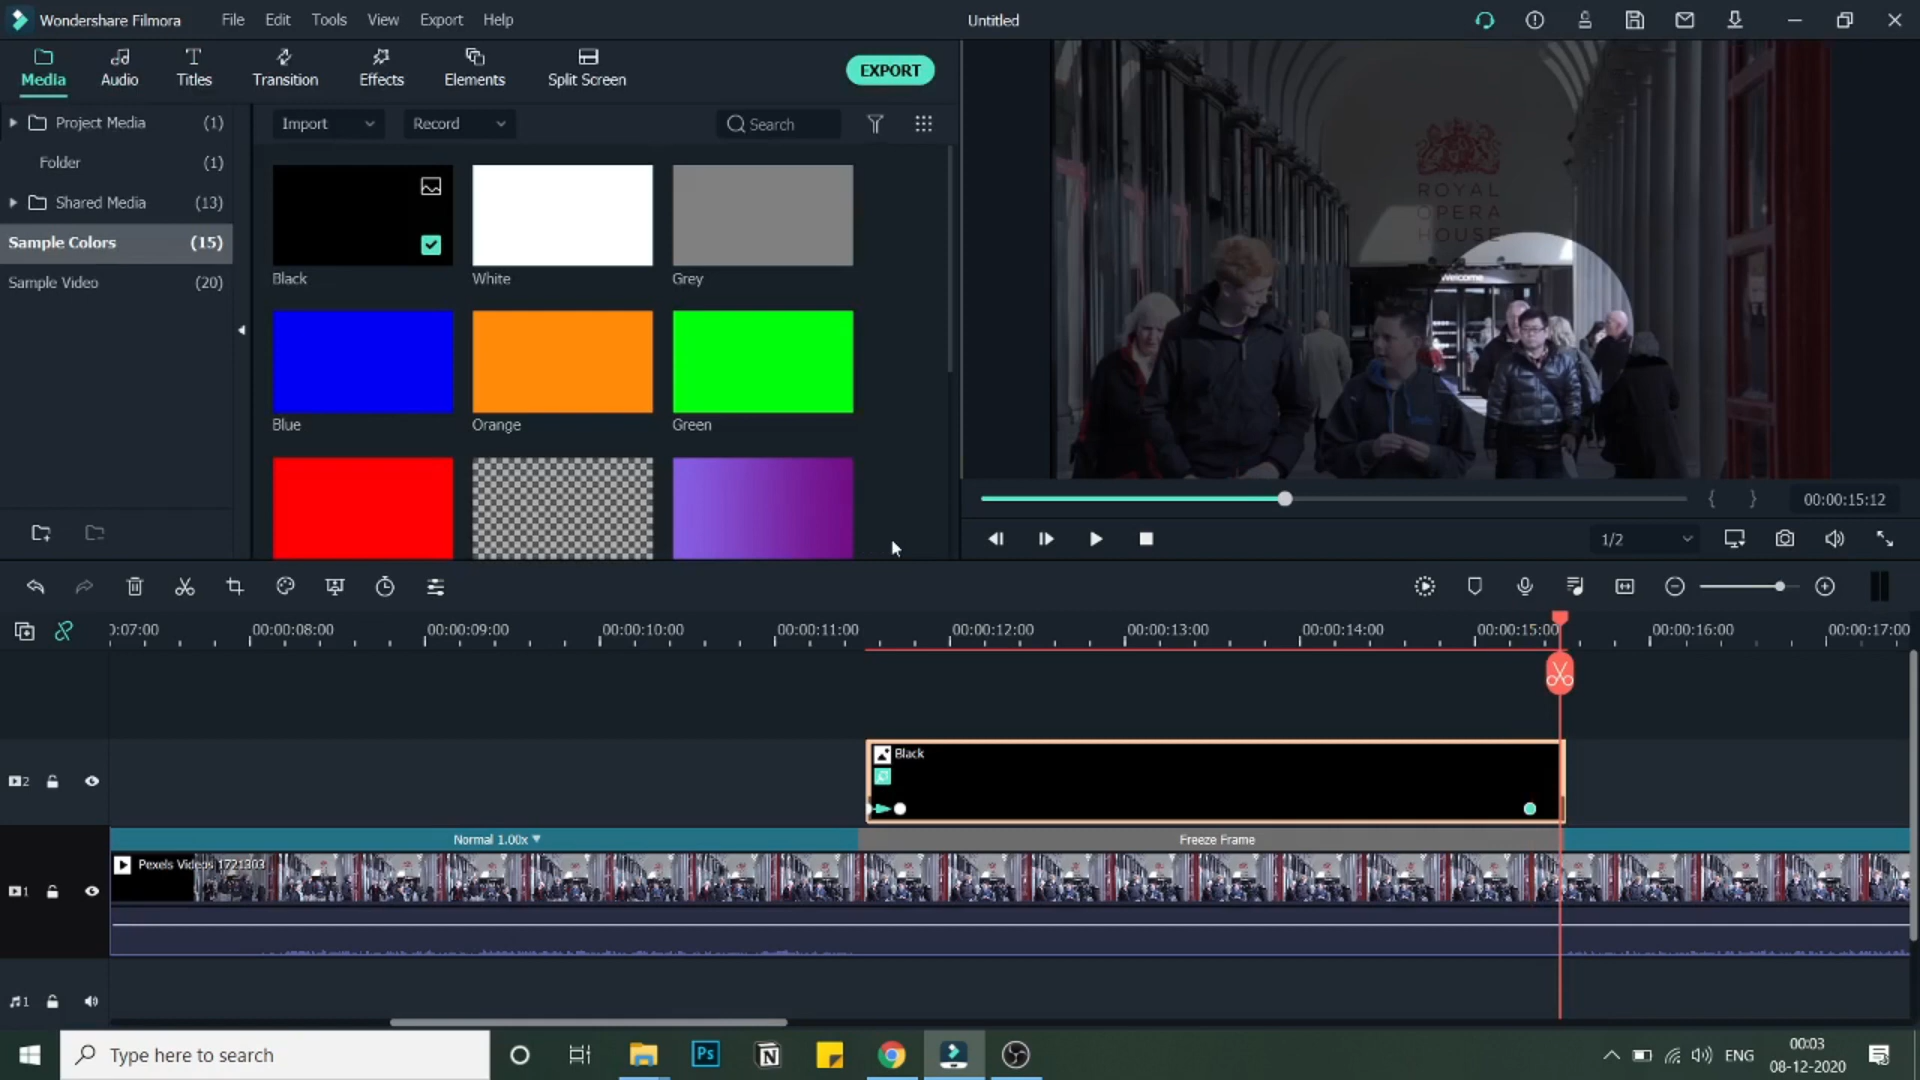 Wondershare Filmora File Edit Tools View Export Help Untitled
Media Audio Titles Transition Effects Elements Split Screen EXPORT
Project Media (1)
Folder (1)
Shared Media (13)
Sample Colors (15)
Sample Video (20)
Import Record Search
Black White Grey
Blue Orange Green
ROYAL
OPERA
HOUSE
Welcome
{ } 00:00:15:12
1/2
00:00:08:00 00:00:09:00 00:00:10:00 00:00:11:00 00:00:12:00 00:00:13:00 00:00:14:00 00:00:15:00 00:00:16:00 00:00:17:00
2 Black
Normal 1.00x Freeze Frame
Pexels Videos 1721303
1
1
Type here to search Ps N ENG 00:03
08-12-2020